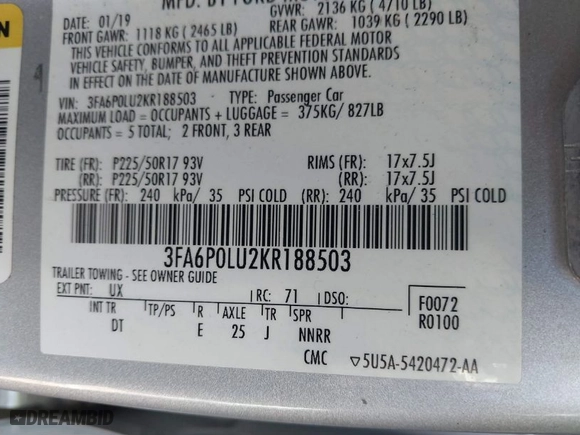 MFD. BY FORD MO
DATE: 01/19 GVWR: 2136 KG (4710 LB)
FRONT GAWR: 1118 KG (2465 LB) REAR GAWR: 1039 KG (2290 LB)
THIS VEHICLE CONFORMS TO ALL APPLICABLE FEDERAL MOTOR
VEHICLE SAFETY, BUMPER, AND THEFT PREVENTION STANDARDS
IN EFFECT ON THE DATE OF MANUFACTURE SHOWN ABOVE.
VIN: 3FA6P0LU2KR188503 TYPE: Passenger Car
MAXIMUM LOAD = OCCUPANTS + LUGGAGE = 375KG/ 827LB
OCCUPANTS = 5 TOTAL; 2 FRONT, 3 REAR
TIRE (FR): P225/50R17 93V RIMS (FR): 17x7.5J
(RR): P225/50R17 93V (RR): 17x7.5J
PRESSURE (FR): 240 kPa/ 35 PSI COLD (RR): 240 kPa/ 35 PSI COLD
3FA6P0LU2KR188503
TRAILER TOWING - SEE OWNER GUIDE
EXT PNT: UX RC: 71 DSO: F0072
INT TR TP/PS R AXLE TR SPR R0100
DT E 25 J NNRR
CMC ▽5U5A-5420472-AA
DREAMBID